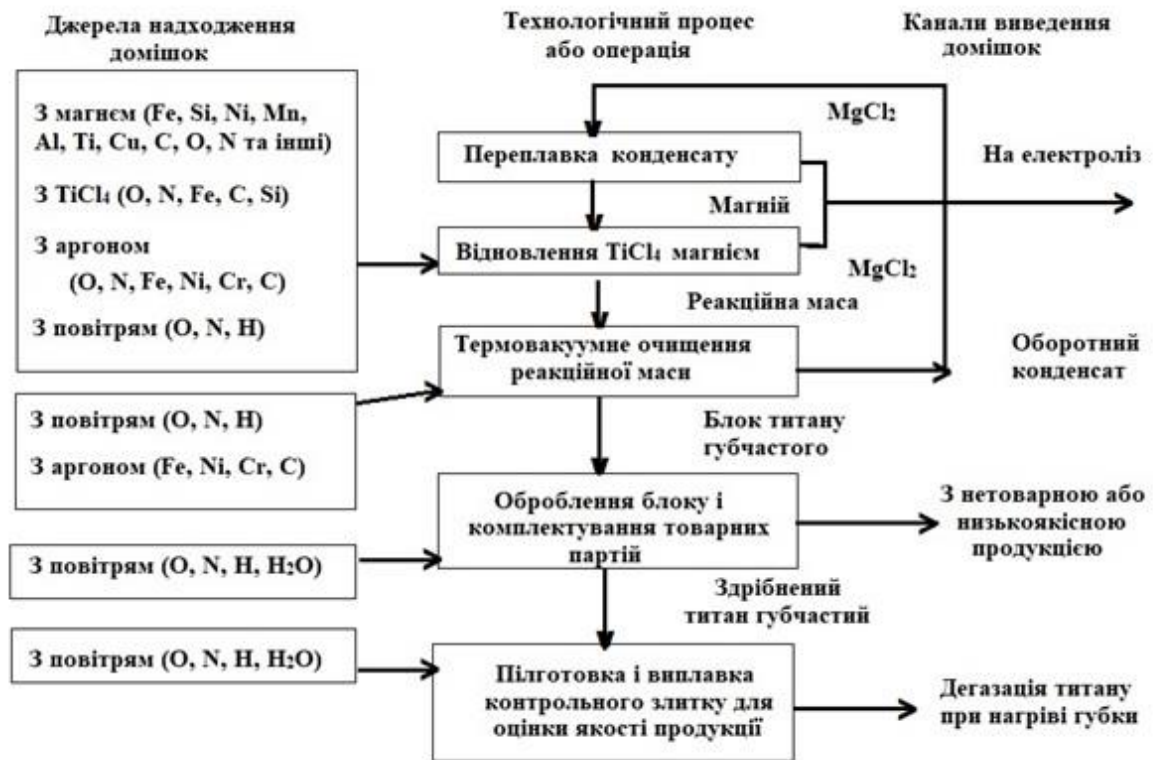 Джерела надходження
домішок
Технологічний процес
або операція
Канали виведення
домішок
З магнєм (Fe, Si, Ni, Mn,
Al, Ti, Cu, C, O, N та інші)
З TiCl₄ (O, N, Fe, C, Si)
З аргоном
(O, N, Fe, Ni, Cr, C)
З повітрям (O, N, H)
MgCl₂
Переплавка конденсату
На електроліз
Магній
Відновлення TiCl₄ магнієм
MgCl₂
Реакційна маса
Термовакуумне очищення
реакційної маси
Оборотний
конденсат
З повітрям (O, N, H)
З аргоном (Fe, Ni, Cr, C)
Блок титану
губчастого
Оброблення блоку і
комплектування товарних
партій
З нетоварною або
низькоякісною
продукцією
З повітрям (O, N, H, H₂O)
Здрібнений
титан губчастий
З повітрям (O, N, H, H₂O)
Пілготовка і виплавка
контрольного злитку для
оцінки якості продукції
Дегазація титану
при нагріві губки